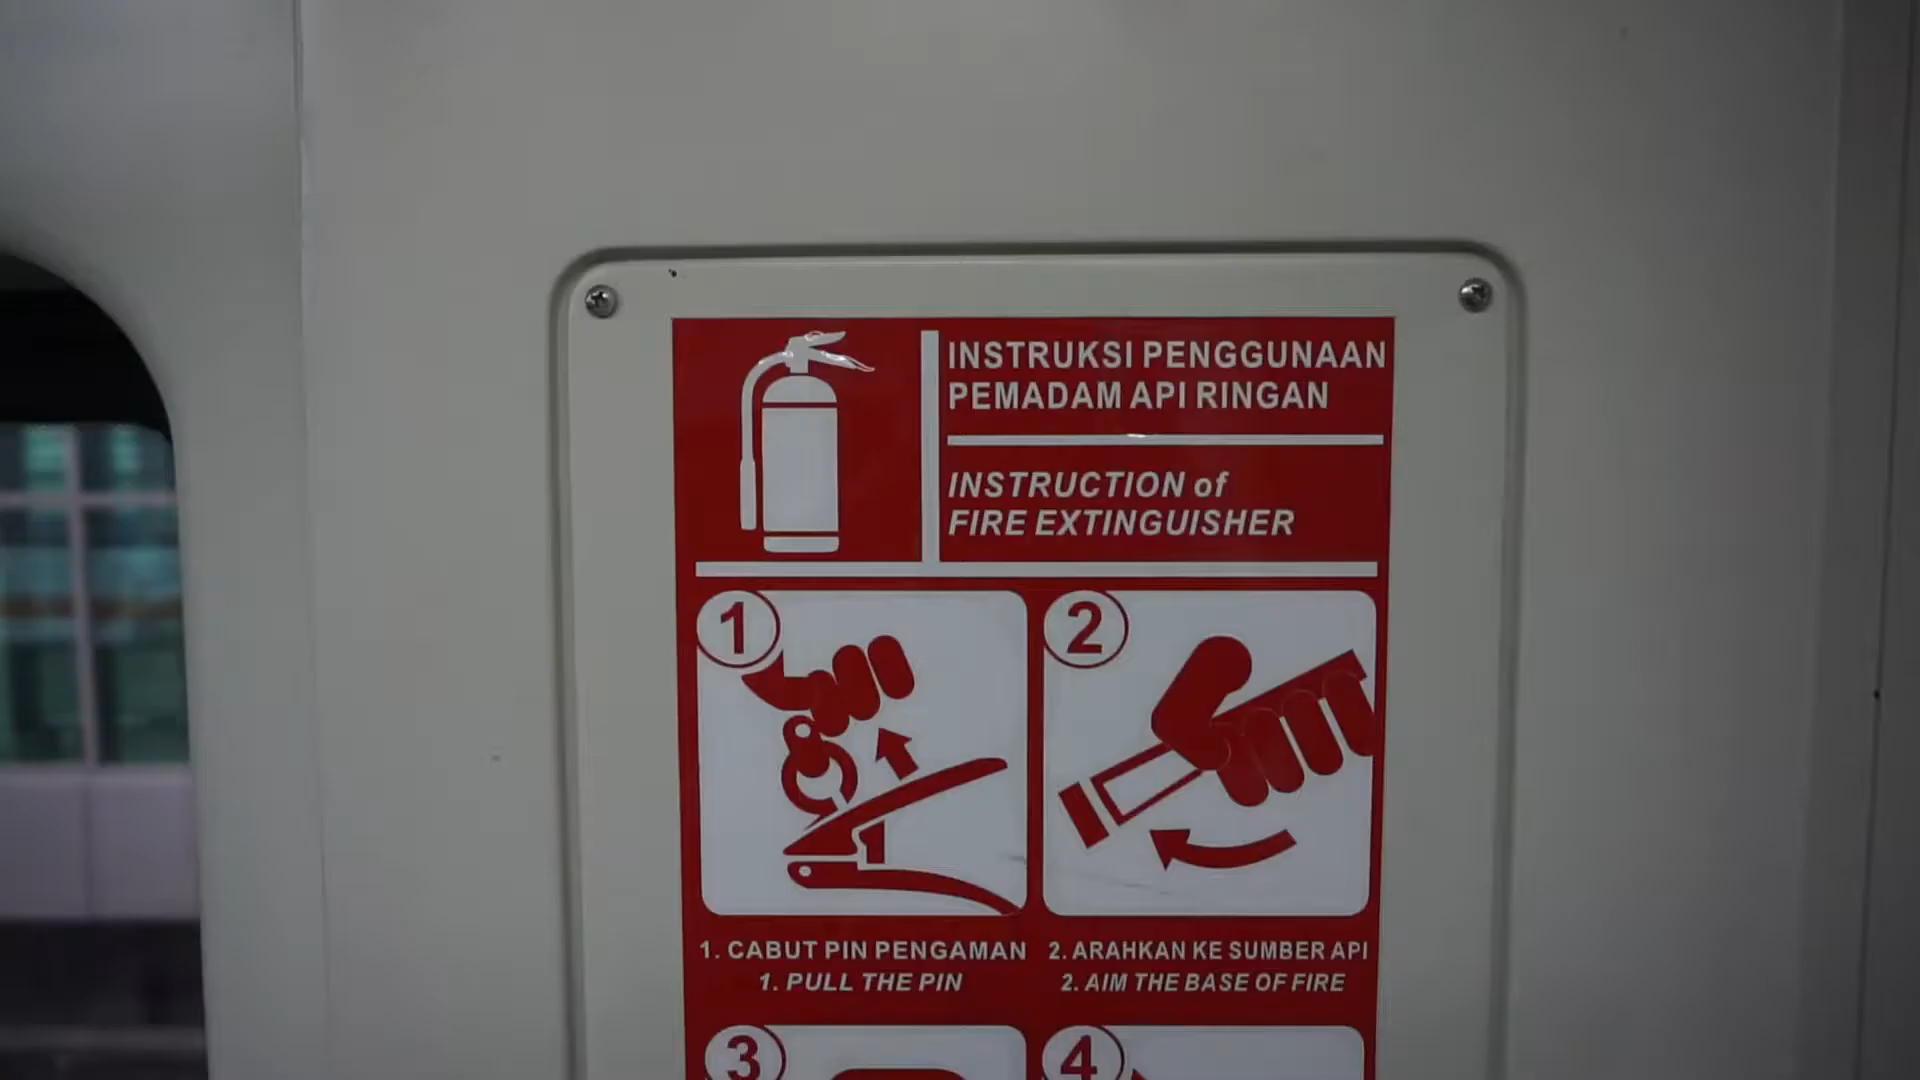 INSTRUKSI PENGGUNAAN
PEMADAM API RINGAN
INSTRUCTION of
FIRE EXTINGUISHER
1
2
1. CABUT PIN PENGAMAN
1. PULL THE PIN
2. ARAHKAN KE SUMBER API
2. AIM THE BASE OF FIRE
3
4